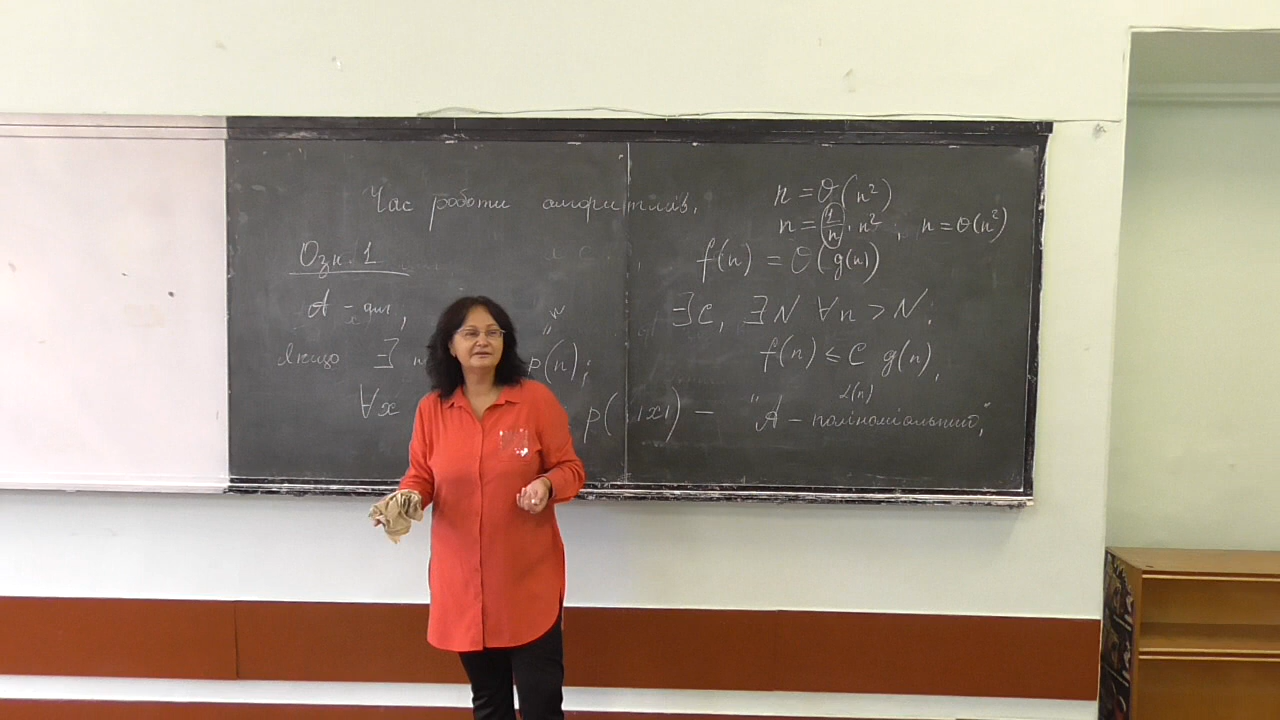 Час роботи алгоритмів.
Озн. 1
A - алг,
Якщо ∃ p(n):
∀x p( |x| ) — "A - поліноміальний".
n = O(n²)
n = (1/n) · n², n = O(n²)
f(n) = O(g(n))
∃C, ∃N ∀n > N:
f(n) ≤ C g(n),